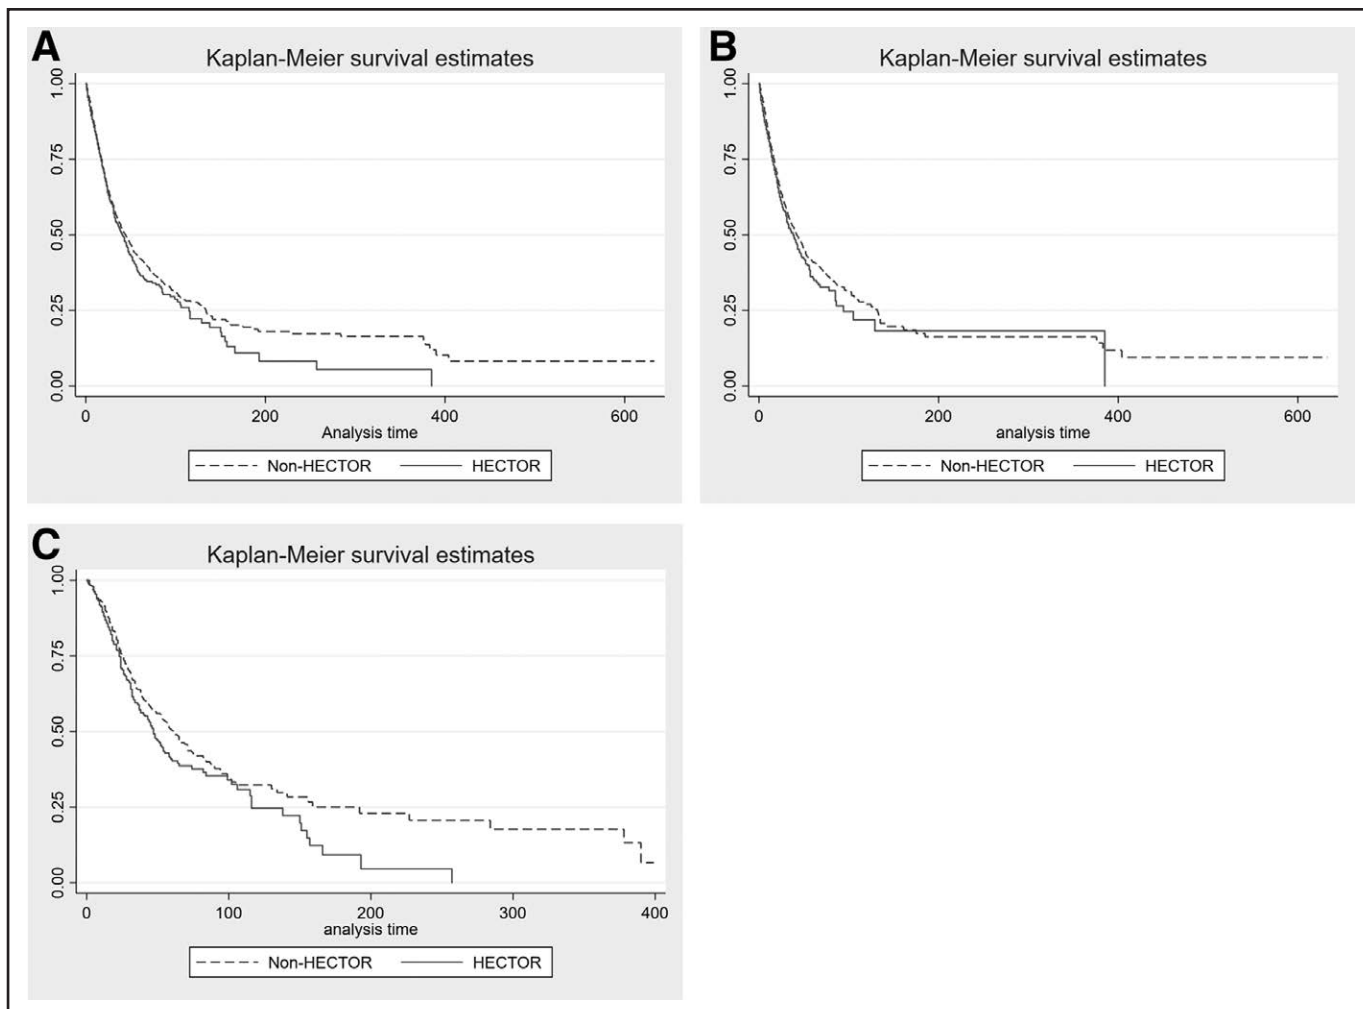 A
Kaplan-Meier survival estimates
1.00
0.75
0.50
0.25
0.00
0 200 400 600
Analysis time
Non-HECTOR HECTOR
B
Kaplan-Meier survival estimates
1.00
0.75
0.50
0.25
0.00
0 200 400 600
analysis time
Non-HECTOR HECTOR
C
Kaplan-Meier survival estimates
1.00
0.75
0.50
0.25
0.00
0 100 200 300 400
analysis time
Non-HECTOR HECTOR